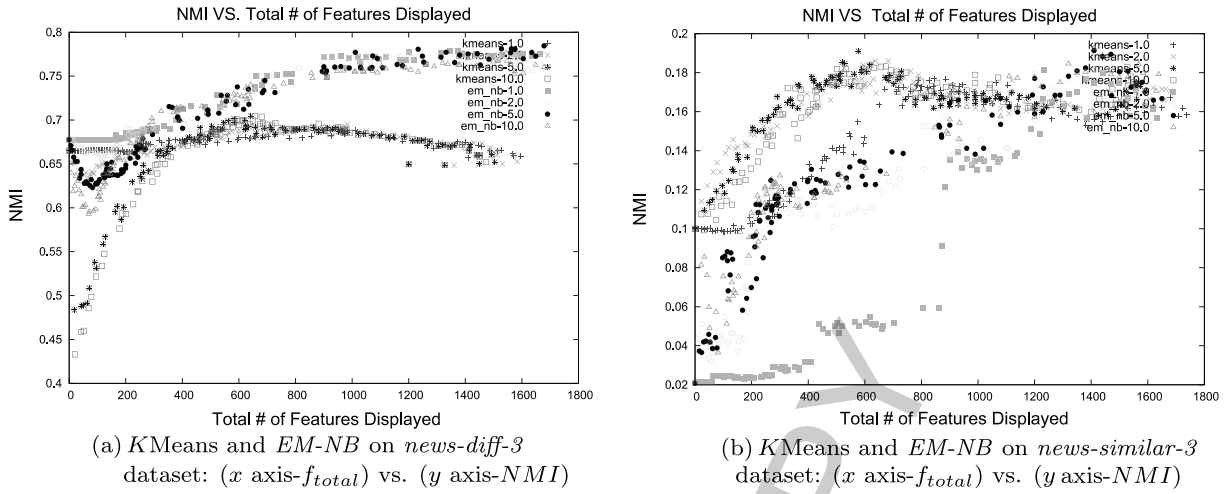 NMI VS. Total # of Features Displayed
0.8
0.75
0.7
0.65
0.6
0.55
0.5
0.45
0.4
NMI
kmeans-1.0
kmeans-2.0
kmeans-5.0
kmeans-10.0
em_nb-1.0
em_nb-2.0
em_nb-5.0
em_nb-10.0
0 200 400 600 800 1000 1200 1400 1600 1800
Total # of Features Displayed
(a) KMeans and EM-NB on news-diff-3
dataset: (x axis-f_total) vs. (y axis-NMI)
NMI VS Total # of Features Displayed
0.2
0.18
0.16
0.14
0.12
0.1
0.08
0.06
0.04
0.02
NMI
kmeans-1.0
kmeans-2.0
kmeans-5.0
kmeans-10.0
em_nb-1.0
em_nb-2.0
em_nb-5.0
em_nb-10.0
0 200 400 600 800 1000 1200 1400 1600 1800
Total # of Features Displayed
(b) KMeans and EM-NB on news-similar-3
dataset: (x axis-f_total) vs. (y axis-NMI)